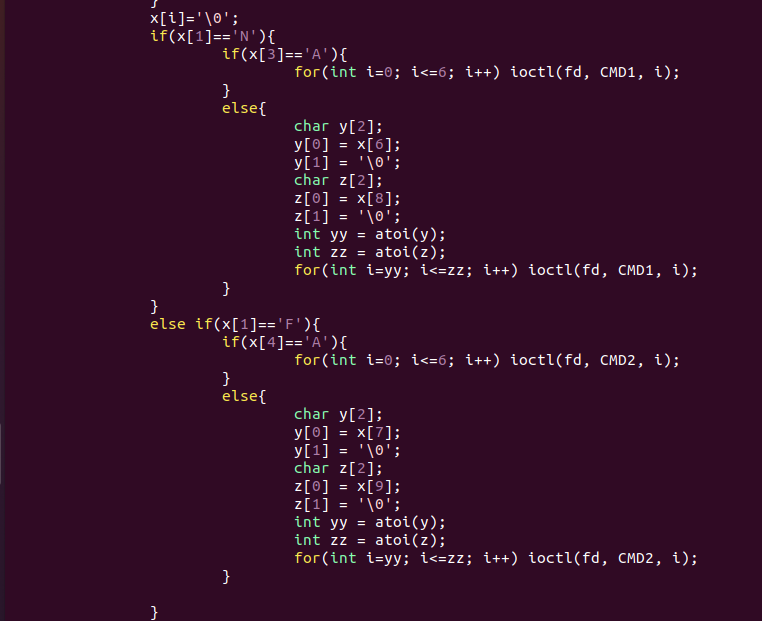 }
x[i]='\0';
if(x[1]=='N'){
if(x[3]=='A'){
for(int i=0; i<=6; i++) ioctl(fd, CMD1, i);
}
else{
char y[2];
y[0] = x[6];
y[1] = '\0';
char z[2];
z[0] = x[8];
z[1] = '\0';
int yy = atoi(y);
int zz = atoi(z);
for(int i=yy; i<=zz; i++) ioctl(fd, CMD1, i);
}
}
else if(x[1]=='F'){
if(x[4]=='A'){
for(int i=0; i<=6; i++) ioctl(fd, CMD2, i);
}
else{
char y[2];
y[0] = x[7];
y[1] = '\0';
char z[2];
z[0] = x[9];
z[1] = '\0';
int yy = atoi(y);
int zz = atoi(z);
for(int i=yy; i<=zz; i++) ioctl(fd, CMD2, i);
}
}